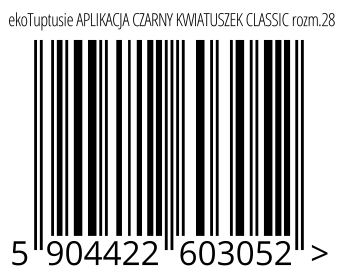 ekoTuptusie APLIKACJA CZARNY KWIATUSZEK CLASSIC rozm.28
5 904422 603052 >